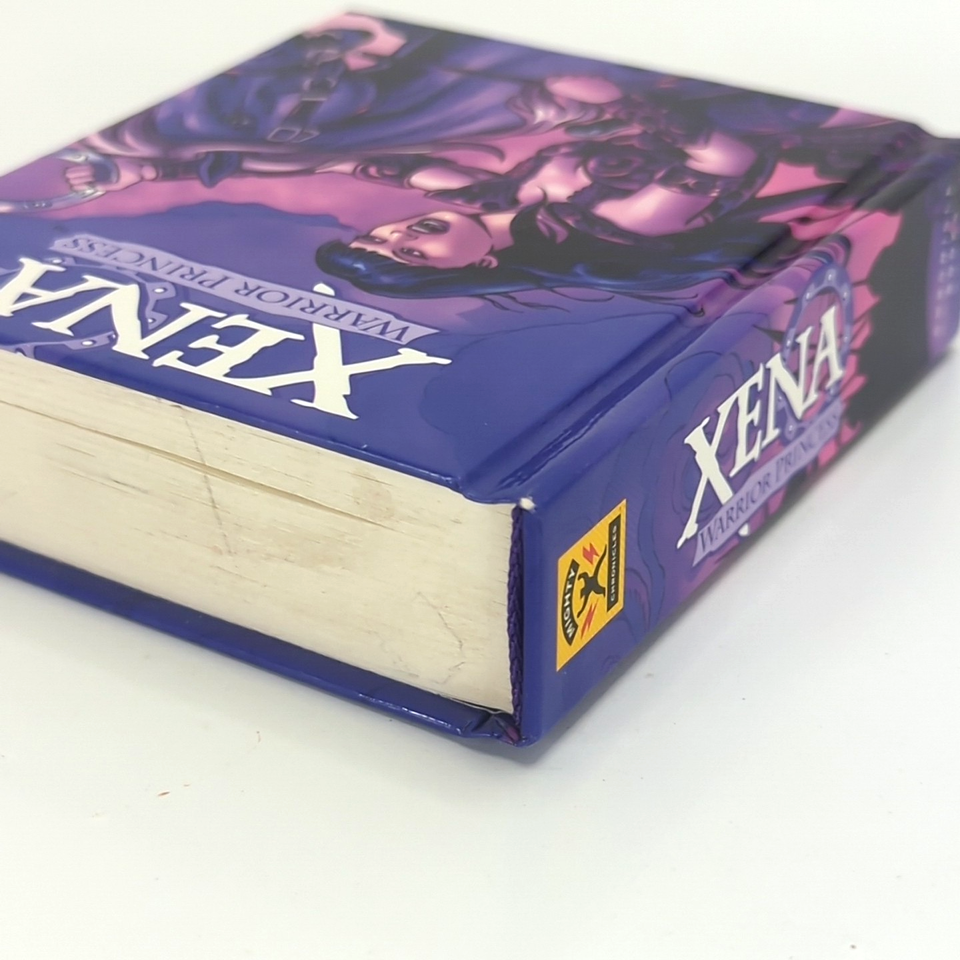 XENA
WARRIOR PRINCESS
XENA
WARRIOR PRINCESS
MIGHTY
CHRONICLES